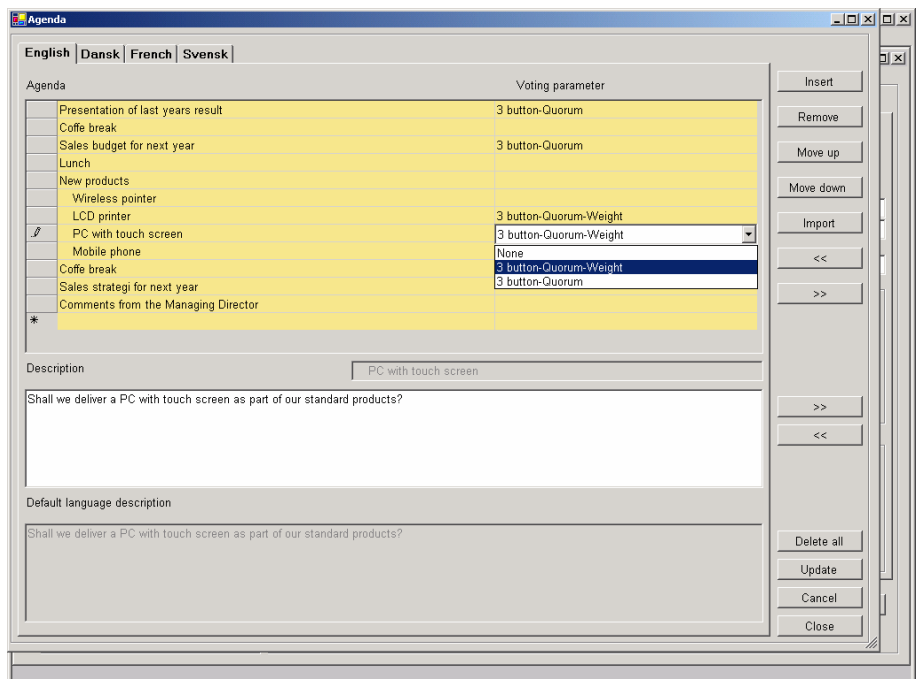 Agenda
English Dansk French Svensk
Agenda Voting parameter
Presentation of last years result 3 button-Quorum
Coffe break
Sales budget for next year 3 button-Quorum
Lunch
New products
Wireless pointer
LCD printer 3 button-Quorum-Weight
PC with touch screen 3 button-Quorum-Weight
Mobile phone None
Coffe break 3 button-Quorum-Weight
Sales strategi for next year 3 button-Quorum
Comments from the Managing Director
*
Description PC with touch screen
Shall we deliver a PC with touch screen as part of our standard products?
Default language description
Shall we deliver a PC with touch screen as part of our standard products?
Insert
Remove
Move up
Move down
Import
<<
>>
>>
<<
Delete all
Update
Cancel
Close